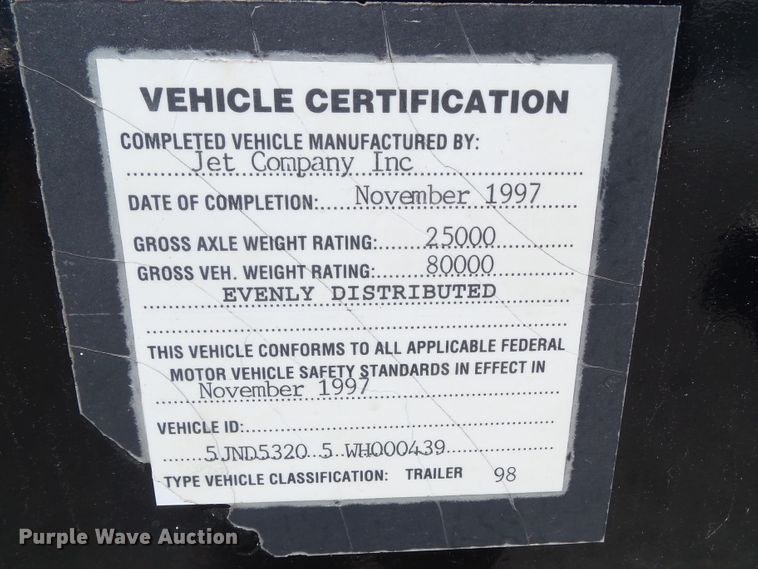 VEHICLE CERTIFICATION
COMPLETED VEHICLE MANUFACTURED BY:
Jet Company Inc
DATE OF COMPLETION: November 1997
GROSS AXLE WEIGHT RATING: 25000
GROSS VEH. WEIGHT RATING: 80000
EVENLY DISTRIBUTED
THIS VEHICLE CONFORMS TO ALL APPLICABLE FEDERAL
MOTOR VEHICLE SAFETY STANDARDS IN EFFECT IN
November 1997
VEHICLE ID:
5JND5320 5 WH000439
TYPE VEHICLE CLASSIFICATION: TRAILER 98
Purple Wave Auction